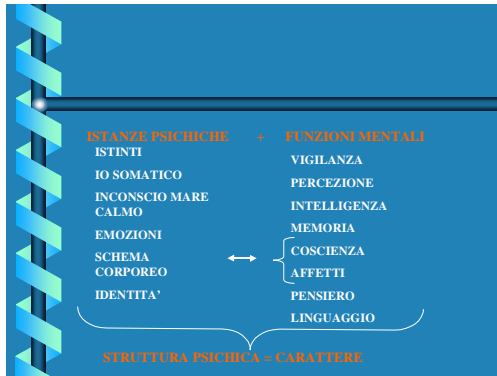 ISTANZE PSICHICHE + FUNZIONI MENTALI
ISTINTI
IO SOMATICO
INCONSCIO MARE
CALMO
EMOZIONI
SCHEMA
CORPOREO
IDENTITA’
VIGILANZA
PERCEZIONE
INTELLIGENZA
MEMORIA
COSCIENZA
AFFETTI
PENSIERO
LINGUAGGIO
STRUTTURA PSICHICA = CARATTERE